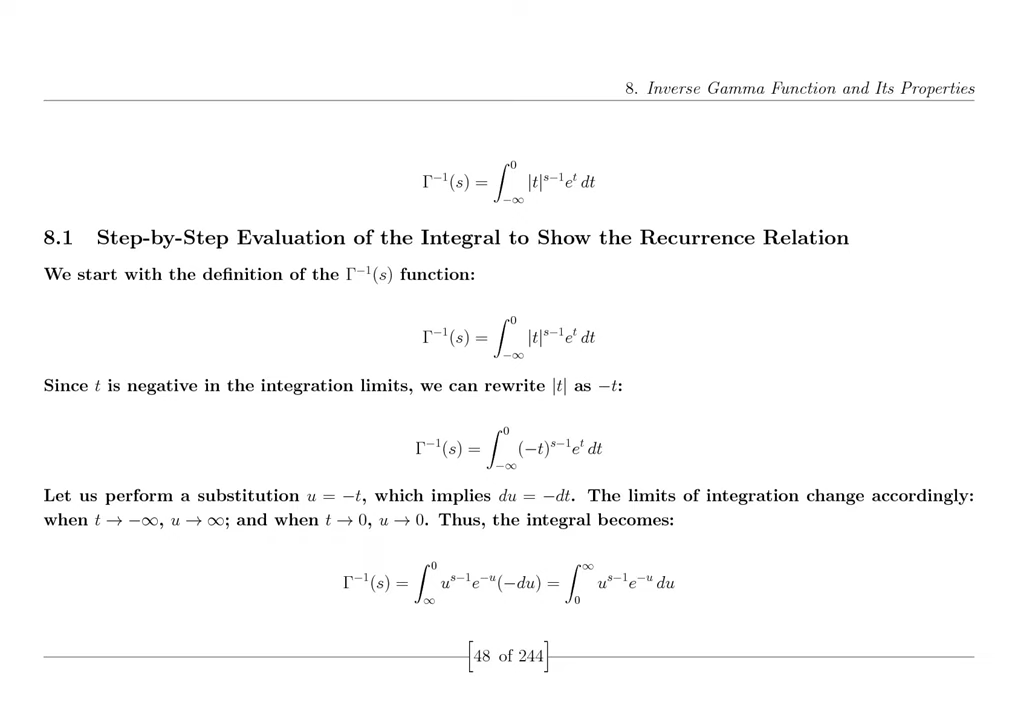 8. Inverse Gamma Function and Its Properties
Γ⁻¹(s) = ∫_{−∞}^{0} |t|^{s−1} e^{t} dt
8.1 Step-by-Step Evaluation of the Integral to Show the Recurrence Relation
We start with the definition of the Γ⁻¹(s) function:
Γ⁻¹(s) = ∫_{−∞}^{0} |t|^{s−1} e^{t} dt
Since t is negative in the integration limits, we can rewrite |t| as −t:
Γ⁻¹(s) = ∫_{−∞}^{0} (−t)^{s−1} e^{t} dt
Let us perform a substitution u = −t, which implies du = −dt. The limits of integration change accordingly:
when t → −∞, u → ∞; and when t → 0, u → 0. Thus, the integral becomes:
Γ⁻¹(s) = ∫_{∞}^{0} u^{s−1} e^{−u} (−du) = ∫_{0}^{∞} u^{s−1} e^{−u} du
[48 of 244]